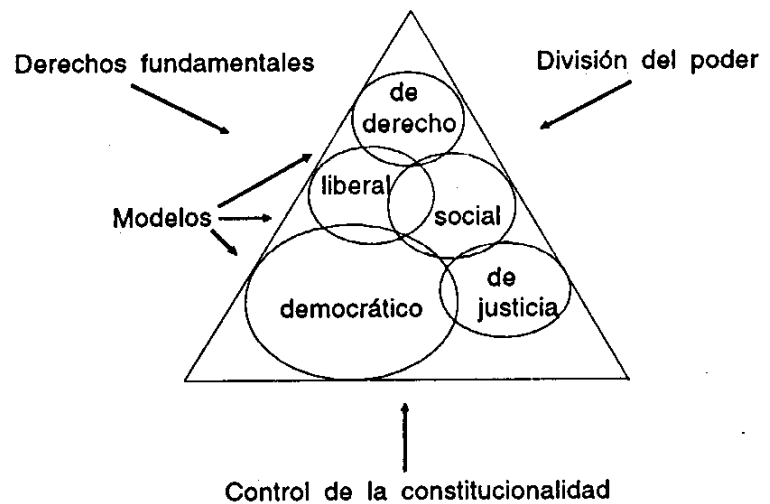 Derechos fundamentales
División del poder
de
derecho
liberal
social
Modelos
democrático
de
justicia
Control de la constitucionalidad